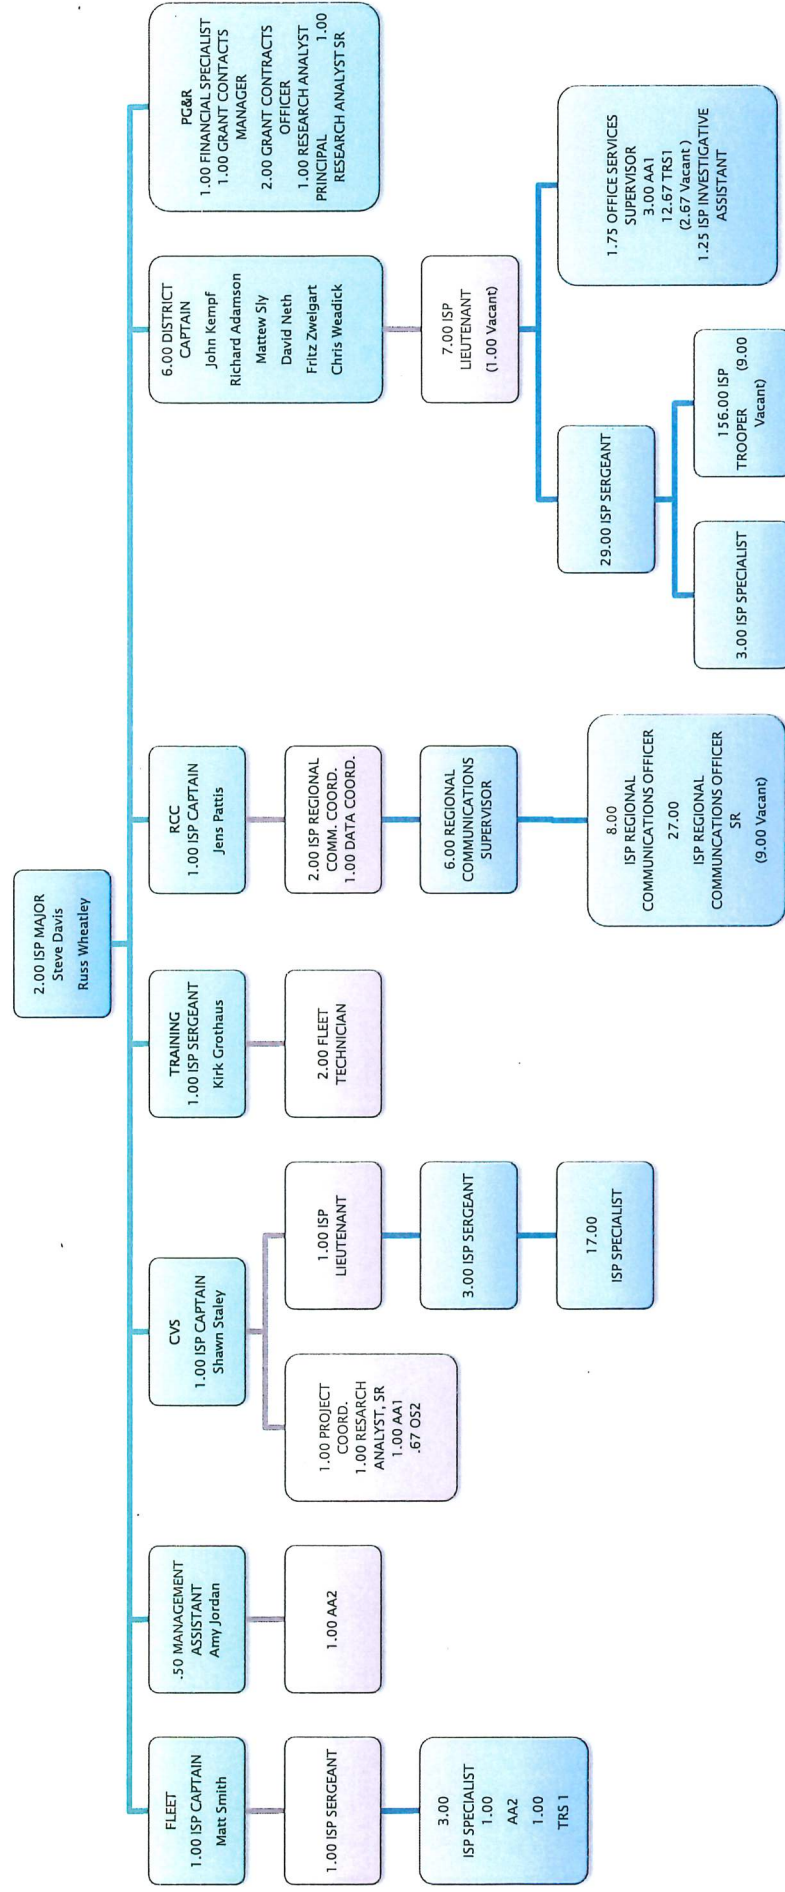 2.00 ISP MAJOR
Steve Davis
Russ Wheatley
FLEET
1.00 ISP CAPTAIN
Matt Smith
1.00 ISP SERGEANT
3.00
ISP SPECIALIST
1.00
AA2
1.00
TRS 1
.50 MANAGEMENT
ASSISTANT
Amy Jordan
1.00 AA2
CVS
1.00 ISP CAPTAIN
Shawn Staley
1.00 PROJECT
COORD.
1.00 RESARCH
ANALYST, SR
1.00 AA1
.67 OS2
1.00 ISP
LIEUTENANT
3.00 ISP SERGEANT
17.00
ISP SPECIALIST
TRAINING
1.00 ISP SERGEANT
Kirk Grothaus
2.00 FLEET
TECHNICIAN
RCC
1.00 ISP CAPTAIN
Jens Pattis
2.00 ISP REGIONAL
COMM. COORD.
1.00 DATA COORD.
6.00 REGIONAL
COMMUNICATIONS
SUPERVISOR
8.00
ISP REGIONAL
COMMUNICATIONS OFFICER
27.00
ISP REGIONAL
COMMUNCATIONS OFFICER
SR
(9.00 Vacant)
6.00 DISTRICT
CAPTAIN
John Kempf
Richard Adamson
Mattew Sly
David Neth
Fritz Zweigart
Chris Weadick
7.00 ISP
LIEUTENANT
(1.00 Vacant)
29.00 ISP SERGEANT
3.00 ISP SPECIALIST
156.00 ISP
TROOPER (9.00
Vacant)
1.75 OFFICE SERVICES
SUPERVISOR
3.00 AA1
12.67 TRS1
(2.67 Vacant )
1.25 ISP INVESTIGATIVE
ASSISTANT
PG&R
1.00 FINANCIAL SPECIALIST
1.00 GRANT CONTACTS
MANAGER
2.00 GRANT CONTRACTS
OFFICER
1.00 RESEARCH ANALYST
PRINCIPAL 1.00
RESEARCH ANALYST SR